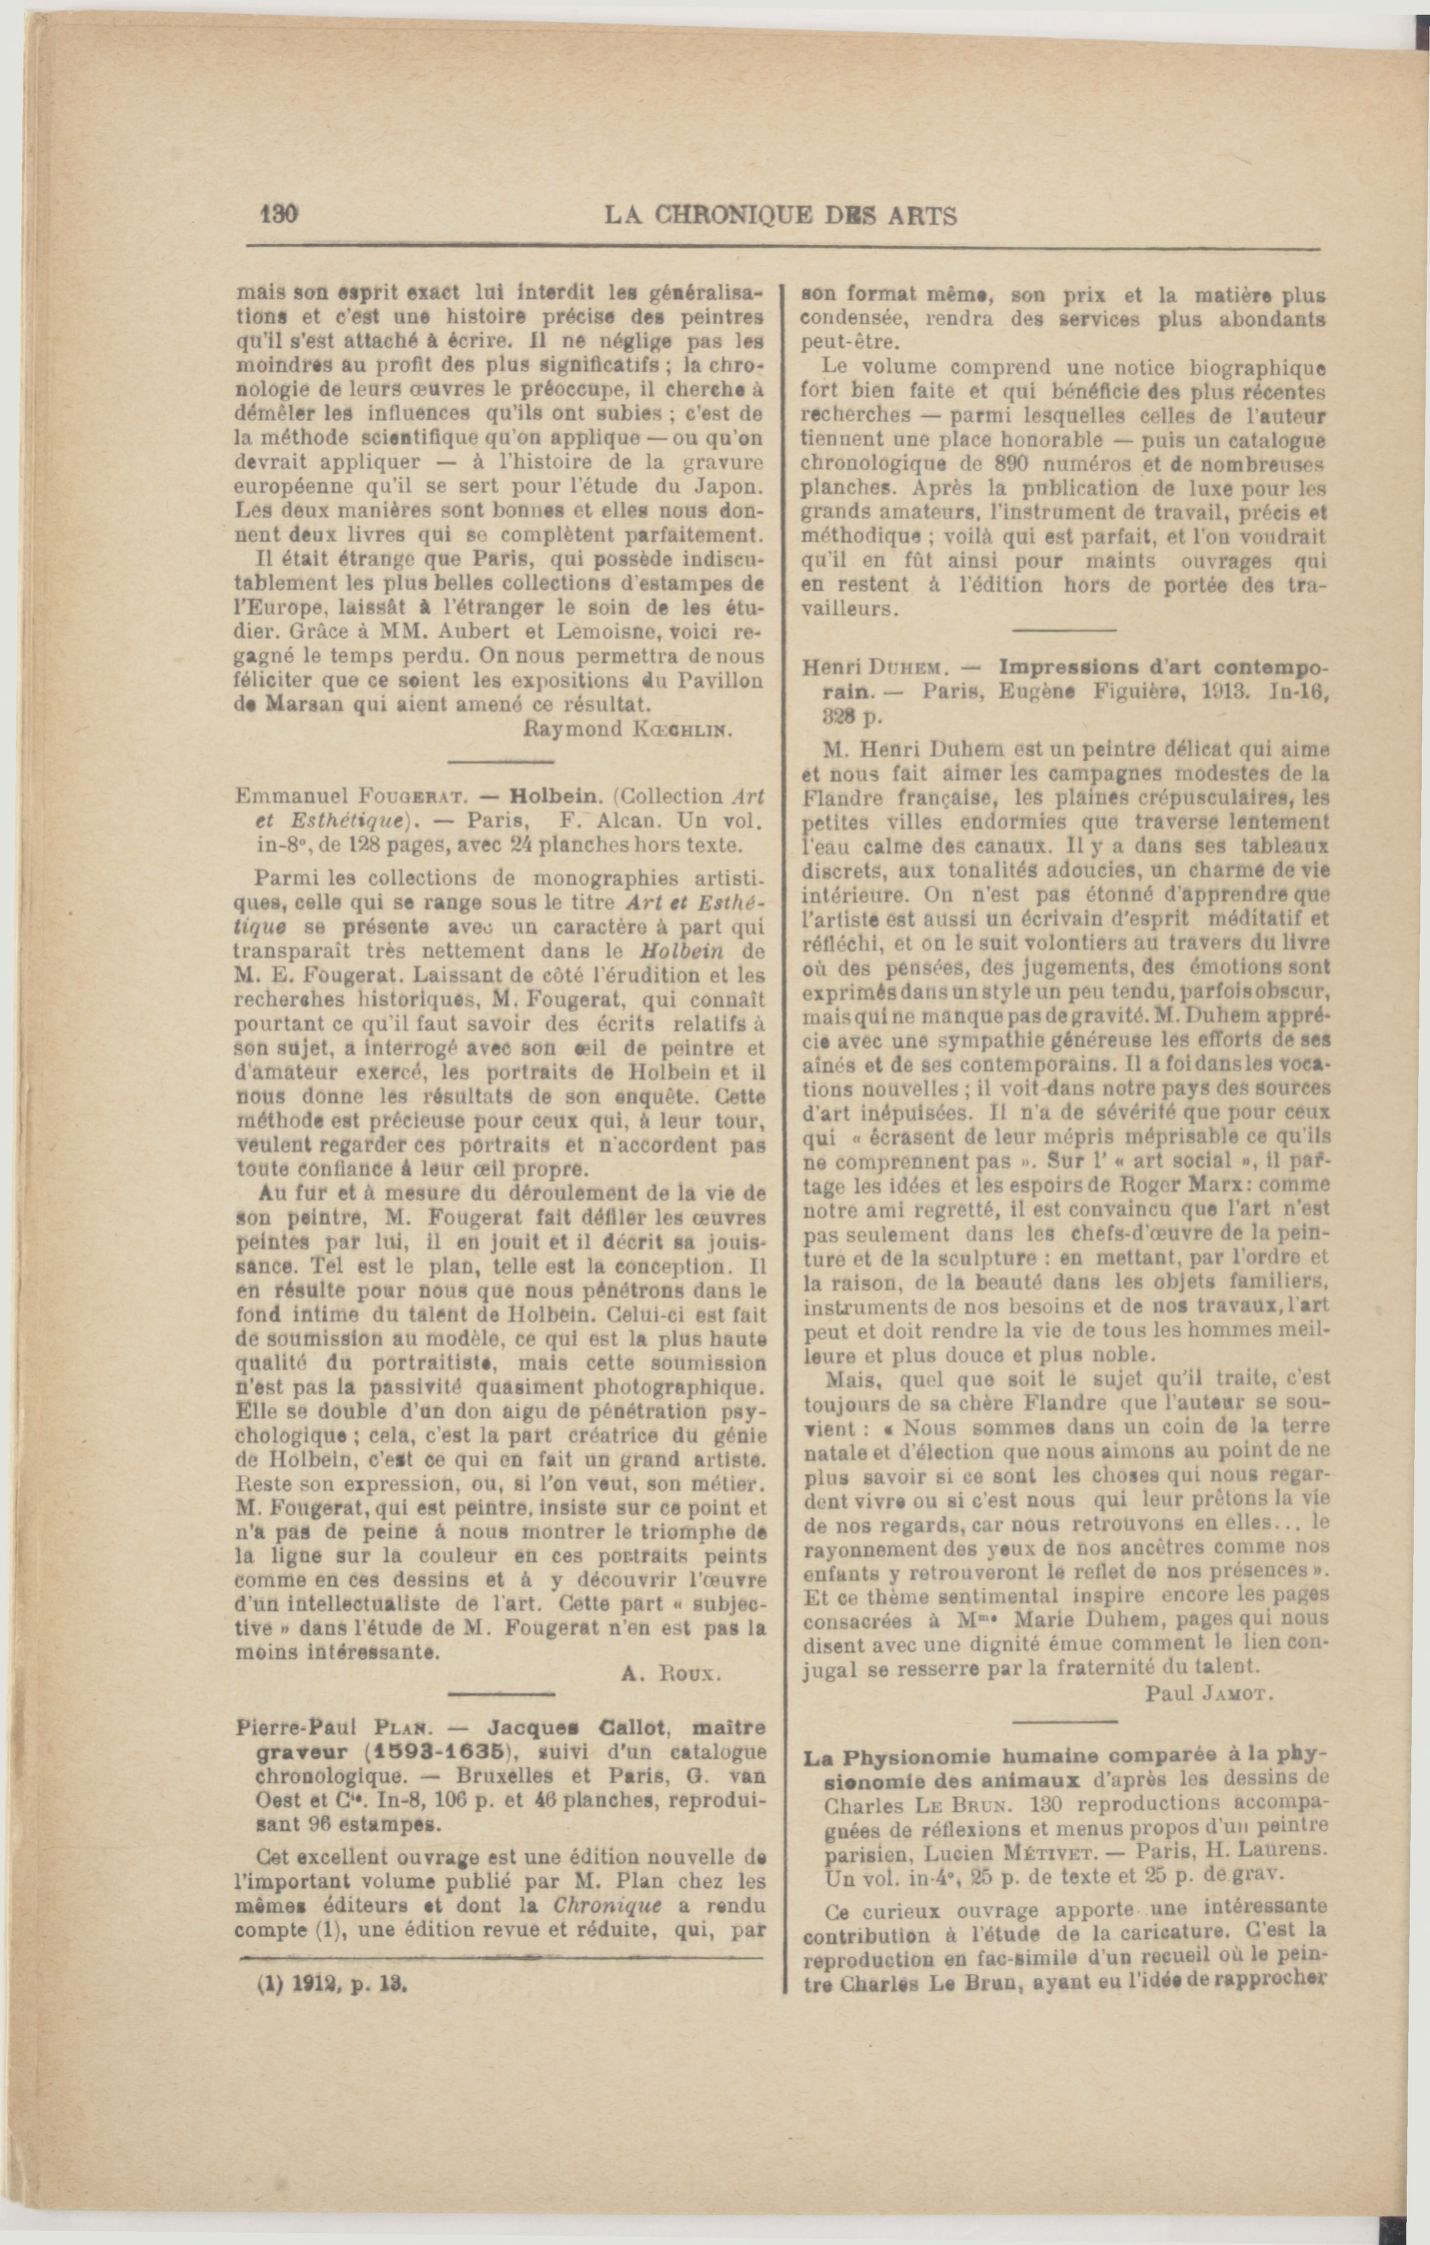 130
LA CHRONIQUE DES ARTS
mais son esprit exact lui interdit les généralisa-
tions et c'est une histoire précise des peintres
qu'il s'est attaché à écrire. Il ne néglige pas les
moindres au profit des plus significatifs ; la chro-
nologie de leurs œuvres le préoccupe, il cherche à
démêler les influences qu'ils ont subies ; c'est de
la méthode scientifique qu'on applique — ou qu'on
devrait appliquer — à l'histoire de la gravure
européenne qu'il se sert pour l'étude du Japon.
Les deux manières sont bonnes et elles nous don-
nent deux livres qui se complètent parfaitement.
Il était étrange que Paris, qui possède indiscu-
tablement les plus belles collections d'estampes de
l'Europe, laissât à l'étranger le soin de les étu-
dier. Grâce à MM. Aubert et Lemoisne, voici re-
gagné le temps perdu. On nous permettra de nous
féliciter que ce soient les expositions du Pavillon
de Marsan qui aient amené ce résultat.
Raymond KŒCHLIN.
Emmanuel FOUGERAT. — Holbein. (Collection Art
et Esthétique). — Paris, F. Alcan. Un vol.
in-8°, de 128 pages, avec 24 planches hors texte.
Parmi les collections de monographies artisti-
ques, celle qui se range sous le titre Art et Esthé-
tique se présente avec un caractère à part qui
transparaît très nettement dans le Holbein de
M. E. Fougerat. Laissant de côté l'érudition et les
recherches historiques, M. Fougerat, qui connaît
pourtant ce qu'il faut savoir des écrits relatifs à
son sujet, a interrogé avec son œil de peintre et
d'amateur exercé, les portraits de Holbein et il
nous donne les résultats de son enquête. Cette
méthode est précieuse pour ceux qui, à leur tour,
veulent regarder ces portraits et n'accordent pas
toute confiance à leur œil propre.
Au fur et à mesure du déroulement de la vie de
son peintre, M. Fougerat fait défiler les œuvres
peintes par lui, il en jouit et il décrit sa jouis-
sance. Tel est le plan, telle est la conception. Il
en résulte pour nous que nous pénétrons dans le
fond intime du talent de Holbein. Celui-ci est fait
de soumission au modèle, ce qui est la plus haute
qualité du portraitiste, mais cette soumission
n'est pas la passivité quasiment photographique.
Elle se double d'un don aigu de pénétration psy-
chologique ; cela, c'est la part créatrice du génie
de Holbein, c'est ce qui en fait un grand artiste.
Reste son expression, ou, si l'on veut, son métier.
M. Fougerat, qui est peintre, insiste sur ce point et
n'a pas de peine à nous montrer le triomphe de
la ligne sur la couleur en ces portraits peints
comme en ces dessins et à y découvrir l'œuvre
d'un intellectualiste de l'art. Cette part « subjec-
tive » dans l'étude de M. Fougerat n'en est pas la
moins intéressante.
A. ROUX.
Pierre-Paul PLAN. — Jacques Callot, maître
graveur (1593-1635), suivi d'un catalogue
chronologique. — Bruxelles et Paris, G. van
Oest et Cie. In-8, 106 p. et 46 planches, reprodui-
sant 96 estampes.
Cet excellent ouvrage est une édition nouvelle de
l'important volume publié par M. Plan chez les
mêmes éditeurs et dont la Chronique a rendu
compte (1), une édition revue et réduite, qui, par
(1) 1912, p. 13.
son format même, son prix et la matière plus
condensée, rendra des services plus abondants
peut-être.
Le volume comprend une notice biographique
fort bien faite et qui bénéficie des plus récentes
recherches — parmi lesquelles celles de l'auteur
tiennent une place honorable — puis un catalogue
chronologique de 890 numéros et de nombreuses
planches. Après la publication de luxe pour les
grands amateurs, l'instrument de travail, précis et
méthodique ; voilà qui est parfait, et l'on voudrait
qu'il en fût ainsi pour maints ouvrages qui
en restent à l'édition hors de portée des tra-
vailleurs.
Henri DUHEM. — Impressions d'art contempo-
rain. — Paris, Eugène Figuière, 1913. In-16,
328 p.
M. Henri Duhem est un peintre délicat qui aime
et nous fait aimer les campagnes modestes de la
Flandre française, les plaines crépusculaires, les
petites villes endormies que traverse lentement
l'eau calme des canaux. Il y a dans ses tableaux
discrets, aux tonalités adoucies, un charme de vie
intérieure. On n'est pas étonné d'apprendre que
l'artiste est aussi un écrivain d'esprit méditatif et
réfléchi, et on le suit volontiers au travers du livre
où des pensées, des jugements, des émotions sont
exprimés dans un style un peu tendu, parfois obscur,
mais qui ne manque pas de gravité. M. Duhem appré-
cie avec une sympathie généreuse les efforts de ses
aînés et de ses contemporains. Il a foi dans les voca-
tions nouvelles ; il voit dans notre pays des sources
d'art inépuisées. Il n'a de sévérité que pour ceux
qui « écrasent de leur mépris méprisable ce qu'ils
ne comprennent pas ». Sur l' « art social », il par-
tage les idées et les espoirs de Roger Marx : comme
notre ami regretté, il est convaincu que l'art n'est
pas seulement dans les chefs-d'œuvre de la pein-
ture et de la sculpture : en mettant, par l'ordre et
la raison, de la beauté dans les objets familiers,
instruments de nos besoins et de nos travaux, l'art
peut et doit rendre la vie de tous les hommes meil-
leure et plus douce et plus noble.
Mais, quel que soit le sujet qu'il traite, c'est
toujours de sa chère Flandre que l'auteur se sou-
vient : « Nous sommes dans un coin de la terre
natale et d'élection que nous aimons au point de ne
plus savoir si ce sont les choses qui nous regar-
dent vivre ou si c'est nous qui leur prêtons la vie
de nos regards, car nous retrouvons en elles... le
rayonnement des yeux de nos ancêtres comme nos
enfants y retrouveront le reflet de nos présences ».
Et ce thème sentimental inspire encore les pages
consacrées à Mme Marie Duhem, pages qui nous
disent avec une dignité émue comment le lien con-
jugal se resserre par la fraternité du talent.
Paul JAMOT.
La Physionomie humaine comparée à la phy-
sionomie des animaux d'après les dessins de
Charles LE BRUN. 130 reproductions accompa-
gnées de réflexions et menus propos d'un peintre
parisien, Lucien MÉTIVET. — Paris, H. Laurens.
Un vol. in-4°, 25 p. de texte et 25 p. de grav.
Ce curieux ouvrage apporte une intéressante
contribution à l'étude de la caricature. C'est la
reproduction en fac-simile d'un recueil où le pein-
tre Charles Le Brun, ayant eu l'idée de rapprocher